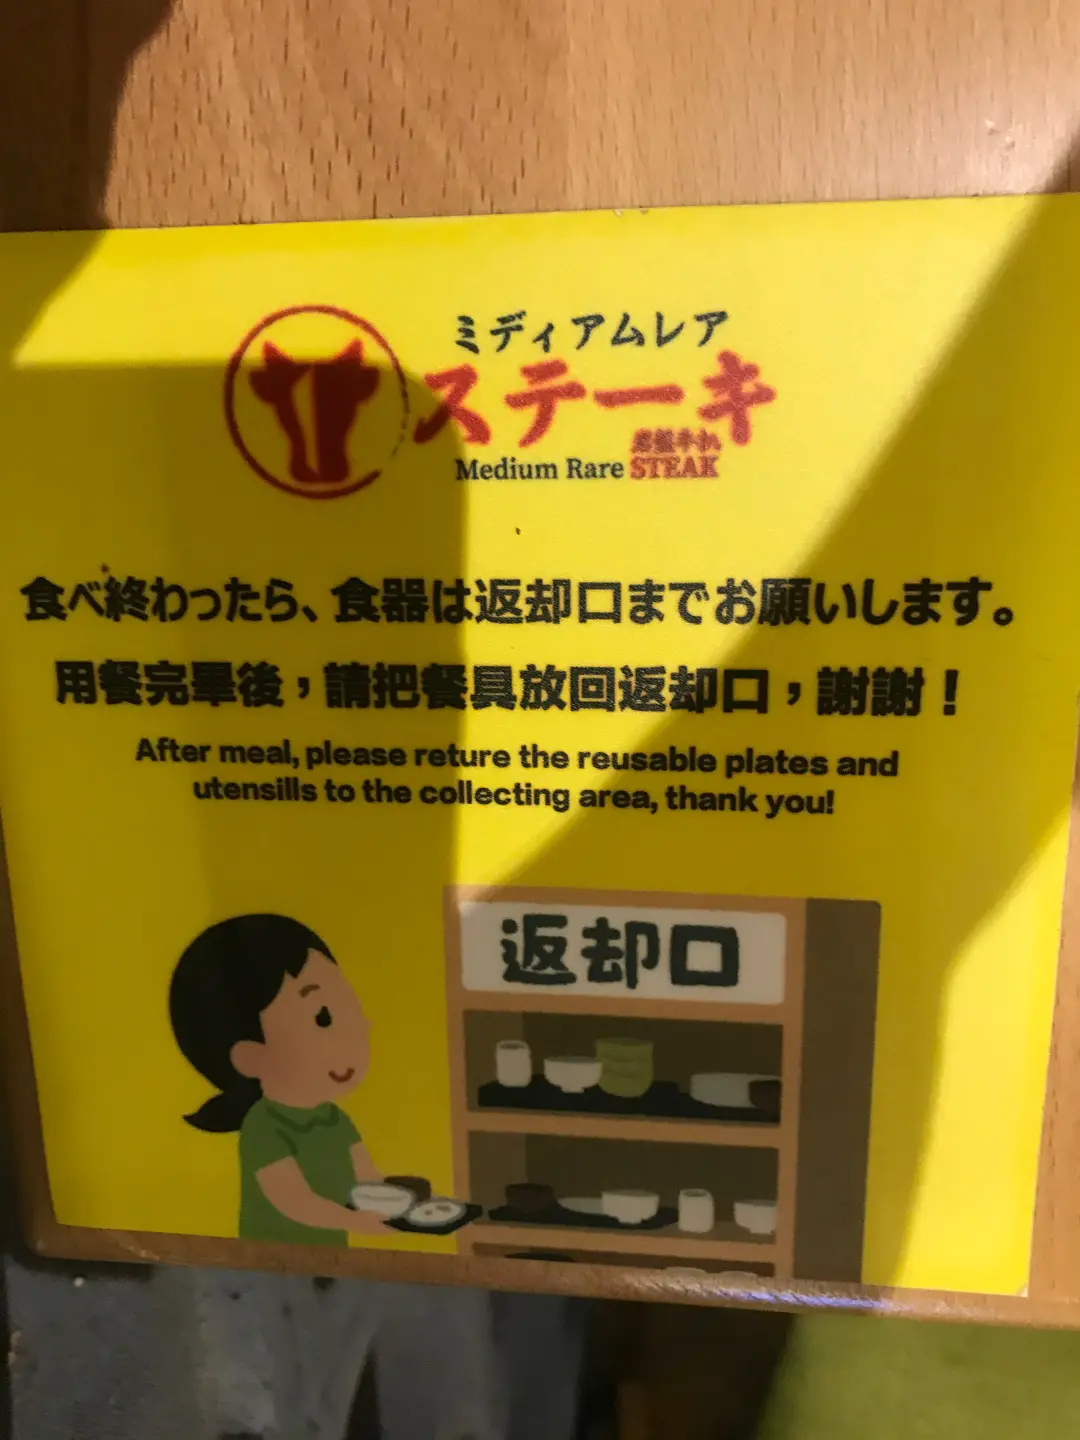 ミディアムレア
ステーキ
Medium Rare STEAK
食べ終わったら、食器は返却口までお願いします。
用餐完畢後，請把餐具放回返却口，謝謝！
After meal, please reture the reusable plates and
utensills to the collecting area, thank you!
返却口